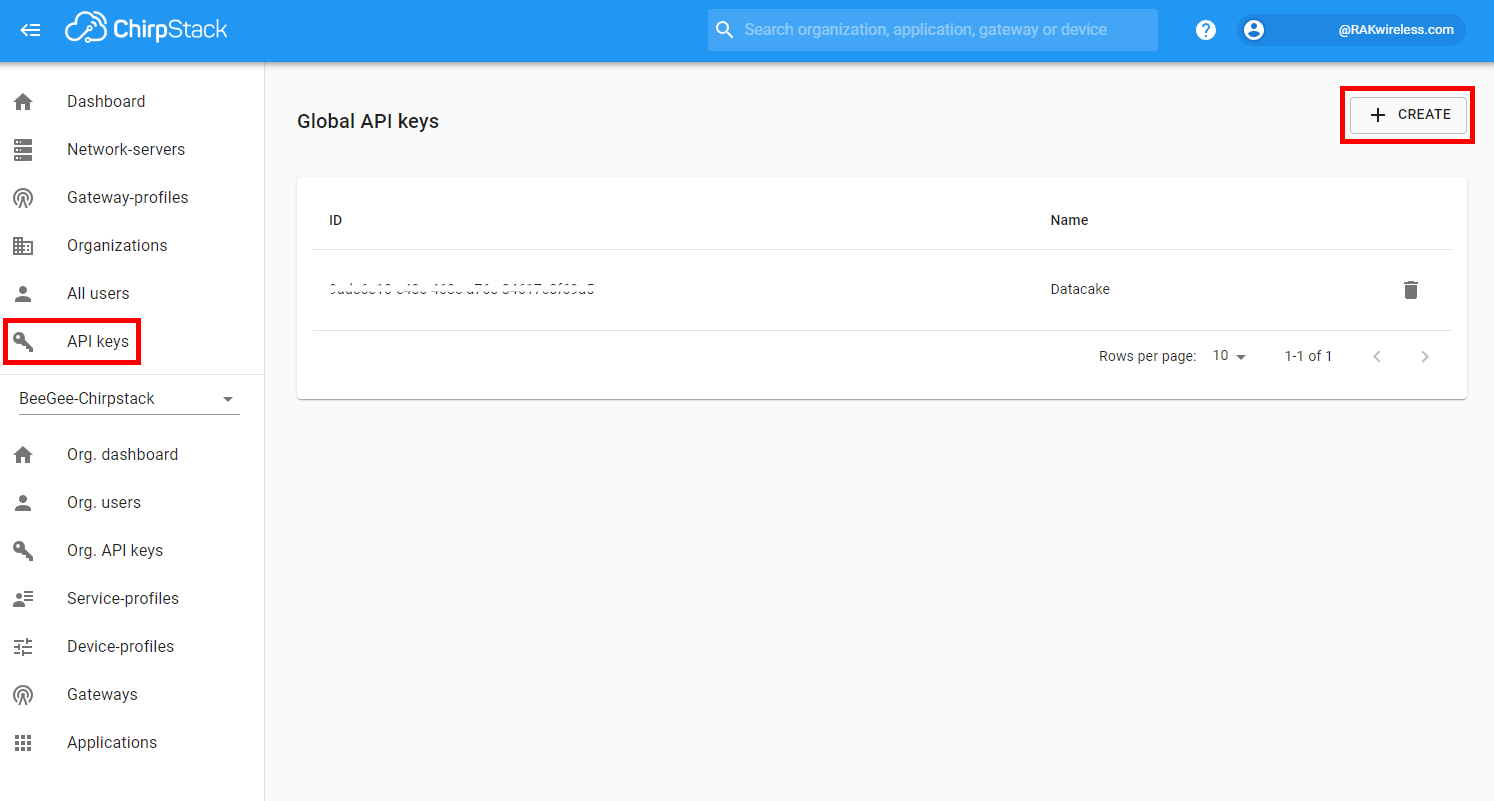 ChirpStack
Search organization, application, gateway or device
@RAKwireless.com
Dashboard
Network-servers
Gateway-profiles
Organizations
All users
API keys
BeeGee-Chirpstack
Org. dashboard
Org. users
Org. API keys
Service-profiles
Device-profiles
Gateways
Applications
Global API keys
CREATE
ID Name
Datacake
Rows per page: 10 1-1 of 1